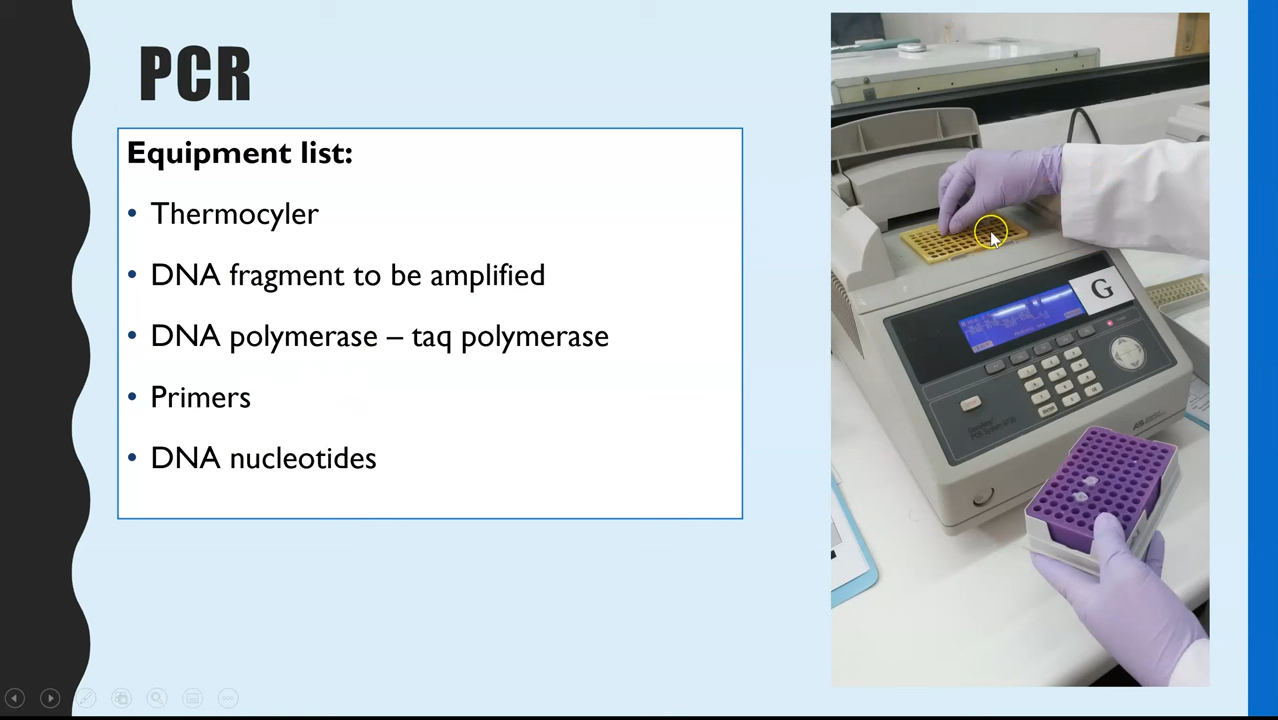 PCR
Equipment list:
• Thermocyler
• DNA fragment to be amplified
• DNA polymerase – taq polymerase
• Primers
• DNA nucleotides
G